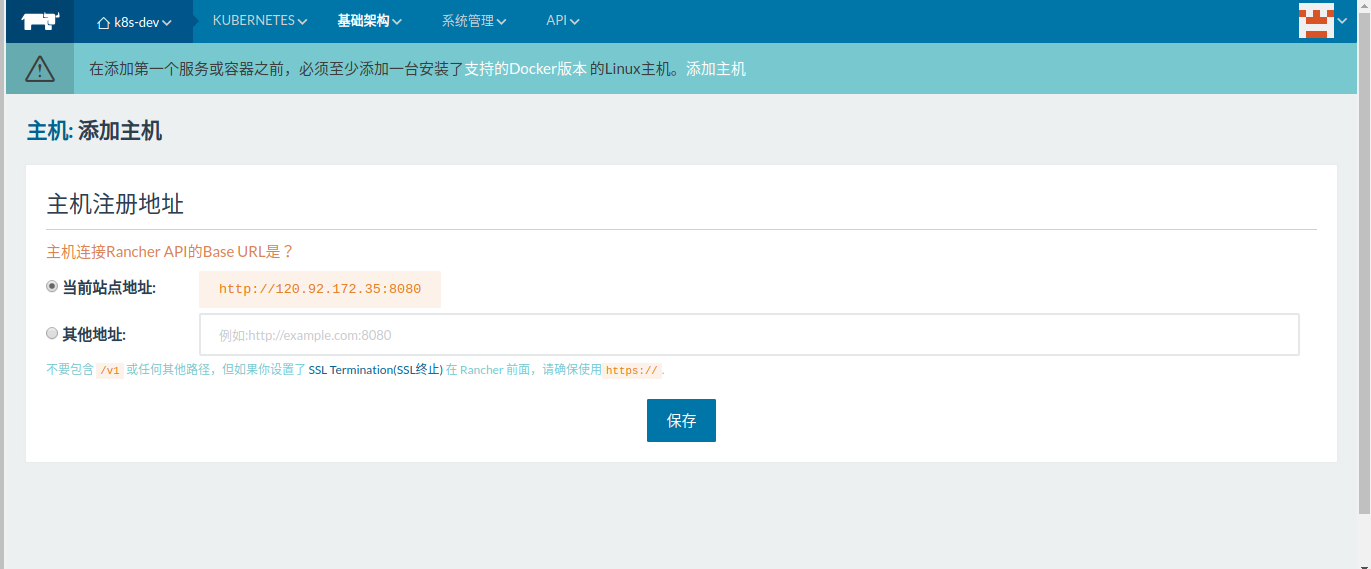 k8s-dev KUBERNETES 基础架构 系统管理 API
在添加第一个服务或容器之前，必须至少添加一台安装了支持的Docker版本 的Linux主机。添加主机
主机: 添加主机
主机注册地址
主机连接Rancher API的Base URL是？
当前站点地址: http://120.92.172.35:8080
其他地址: 例如:http://example.com:8080
不要包含 /v1 或任何其他路径，但如果你设置了 SSL Termination(SSL终止) 在 Rancher 前面，请确保使用 https:// .
保存